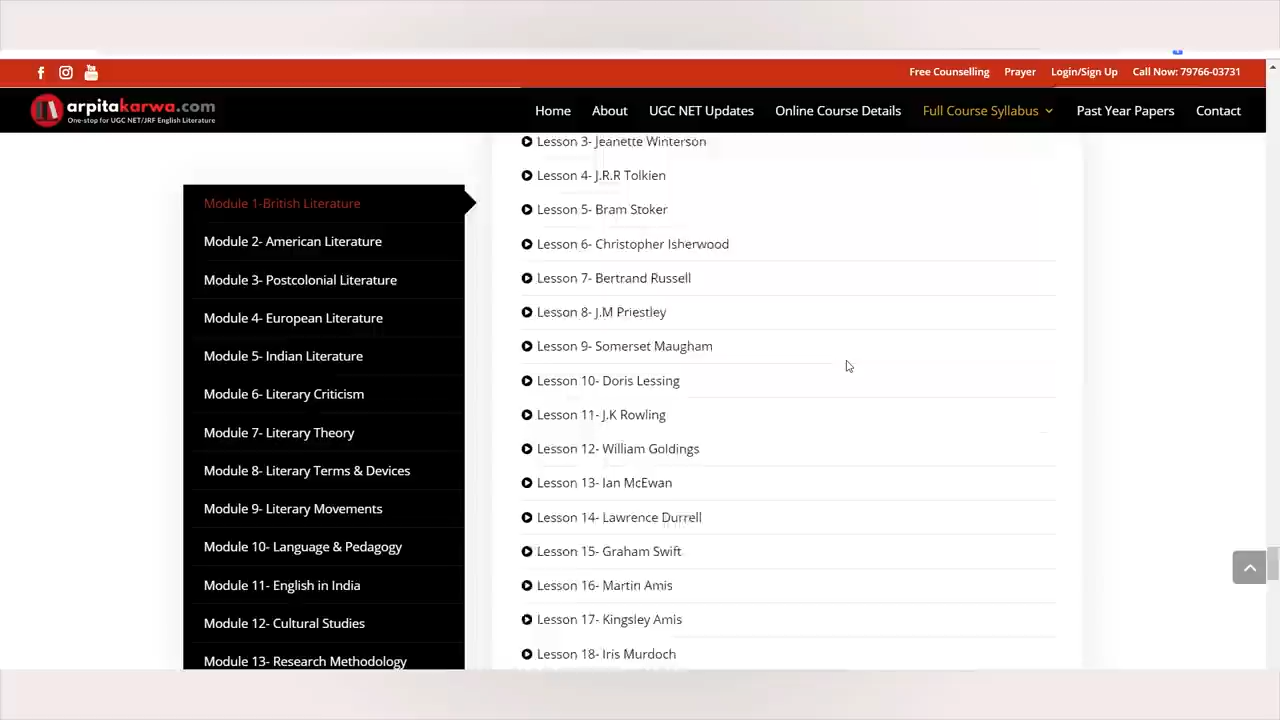 Free Counselling Prayer Login/Sign Up Call Now: 79766-03731
arpitakarwa.com
One-stop for UGC NET/JRF English Literature
Home About UGC NET Updates Online Course Details Full Course Syllabus Past Year Papers Contact
Module 1-British Literature
Module 2- American Literature
Module 3- Postcolonial Literature
Module 4- European Literature
Module 5- Indian Literature
Module 6- Literary Criticism
Module 7- Literary Theory
Module 8- Literary Terms & Devices
Module 9- Literary Movements
Module 10- Language & Pedagogy
Module 11- English in India
Module 12- Cultural Studies
Module 13- Research Methodology
Lesson 3- Jeanette Winterson
Lesson 4- J.R.R Tolkien
Lesson 5- Bram Stoker
Lesson 6- Christopher Isherwood
Lesson 7- Bertrand Russell
Lesson 8- J.M Priestley
Lesson 9- Somerset Maugham
Lesson 10- Doris Lessing
Lesson 11- J.K Rowling
Lesson 12- William Goldings
Lesson 13- Ian McEwan
Lesson 14- Lawrence Durrell
Lesson 15- Graham Swift
Lesson 16- Martin Amis
Lesson 17- Kingsley Amis
Lesson 18- Iris Murdoch